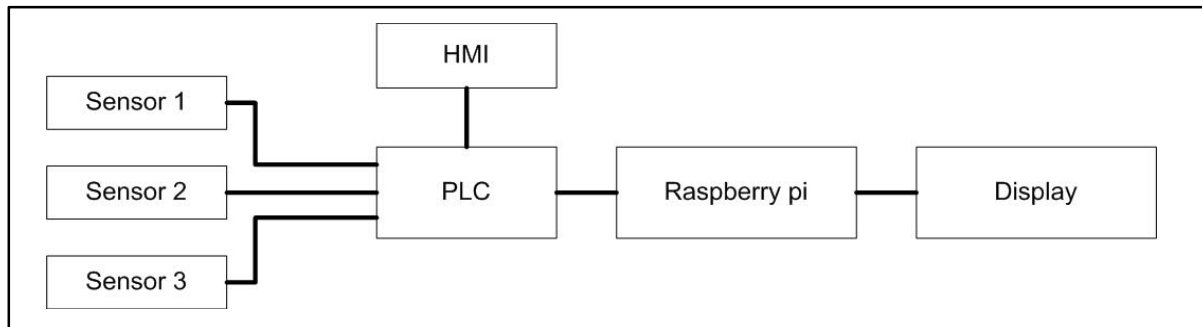 HMI
Sensor 1
Sensor 2
Sensor 3
PLC
Raspberry pi
Display